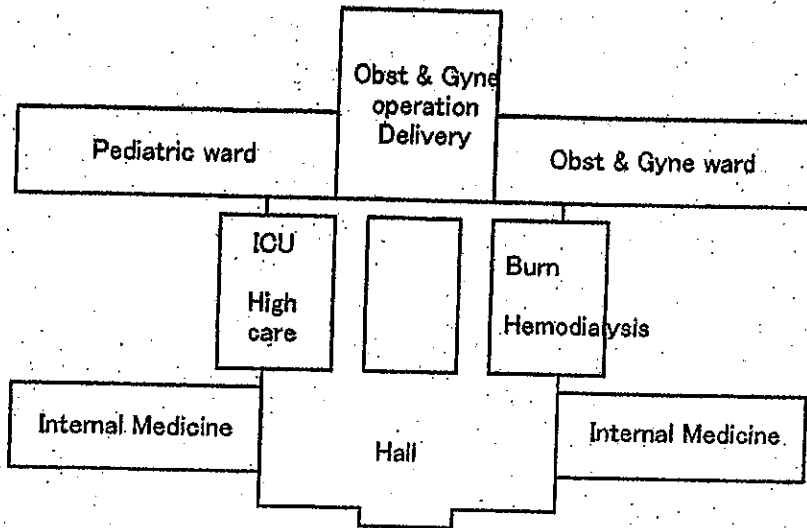 Obst & Gyne
operation
Delivery
Pediatric ward
Obst & Gyne ward
ICU
High
care
Burn
Hemodialysis
Internal Medicine
Hall
Internal Medicine